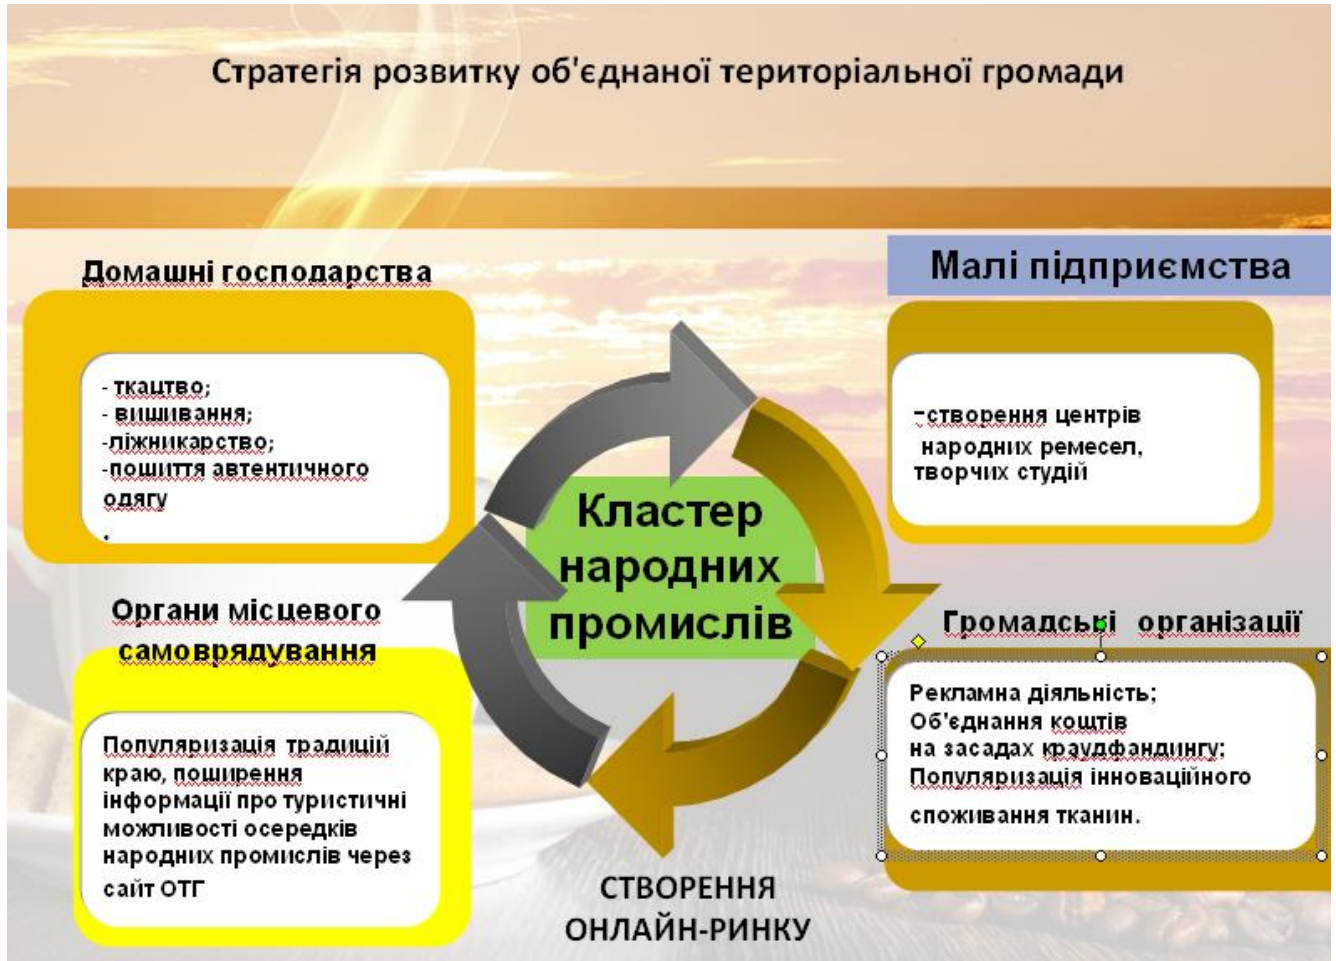 Стратегія розвитку об'єднаної територіальної громади
Домашні господарства
- ткацтво;
- вишивання;
-ліжникарство;
-пошиття автентичного
одягу
.
Малі підприємства
-створення центрів
народних ремесел,
творчих студій
Кластер
народних
промислів
Органи місцевого
самоврядування
Популяризація традицій
краю, поширення
інформації про туристичні
можливості осередків
народних промислів через
сайт ОТГ
Громадські організації
Рекламна діяльність;
Об'єднання коштів
на засадах краудфандингу;
Популяризація інноваційного
споживання тканин.
СТВОРЕННЯ
ОНЛАЙН-РИНКУ